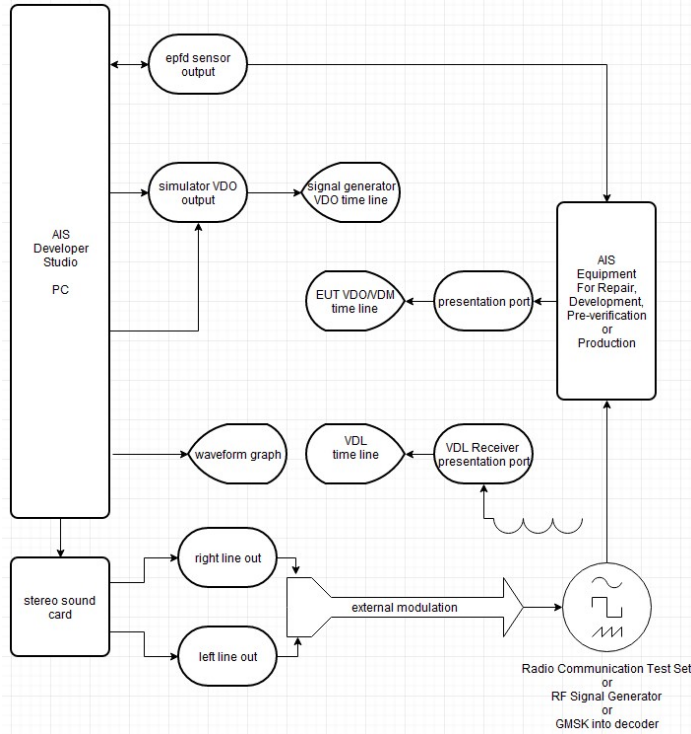 epfd sensor
output
simulator VDO
output
signal generator
VDO time line
AIS
Developer
Studio
PC
AIS
Equipment
For Repair,
Development,
Pre-verification
or
Production
EUT VDO/VDM
time line
presentation port
waveform graph
VDL
time line
VDL Receiver
presentation port
right line out
stereo sound
card
external modulation
left line out
Radio Communication Test Set
or
RF Signal Generator
or
GMSK into decoder